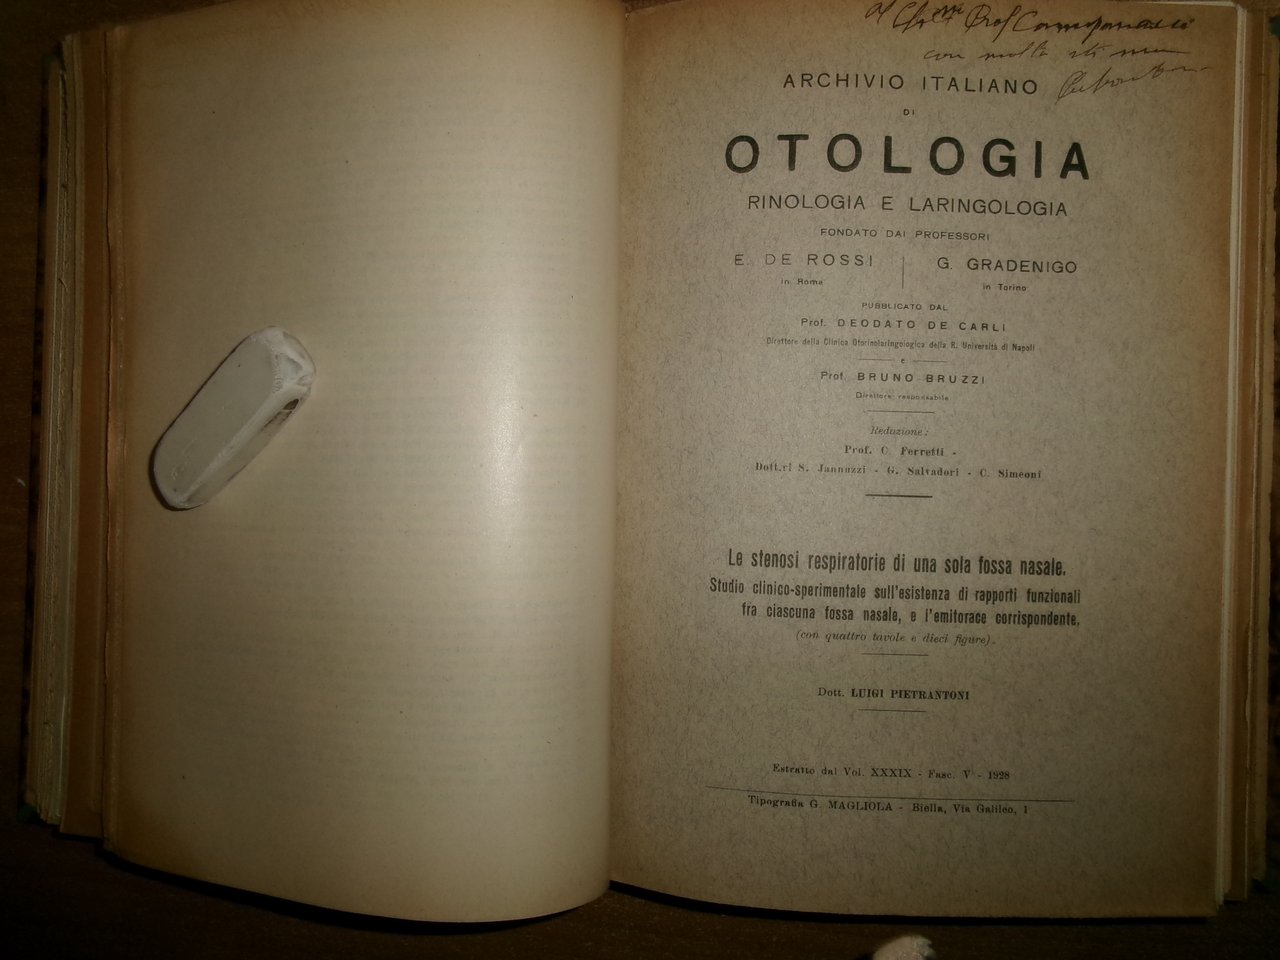 Prof
con molta stima
ARCHIVIO ITALIANO
DI
OTOLOGIA
RINOLOGIA E LARINGOLOGIA
FONDATO DAI PROFESSORI
E. DE ROSSI
in Roma
G. GRADENIGO
in Torino
PUBBLICATO DAL
Prof. DEODATO DE CARLI
Direttore della Clinica Otorinolaringologica della R. Università di Napoli
e
Prof. BRUNO BRUZZI
Direttore responsabile
Redazione:
Prof. C. Ferretti -
Dott.ri S. Jannuzzi - G. Salvadori - C. Simeoni
Le stenosi respiratorie di una sola fossa nasale.
Studio clinico-sperimentale sull'esistenza di rapporti funzionali
fra ciascuna fossa nasale, e l'emitorace corrispondente.
(con quattro tavole e dieci figure).
Dott. LUIGI PIETRANTONI
Estratto dal Vol. XXXIX - Fasc. V - 1928
Tipografia G. MAGLIOLA - Biella, Via Galileo, 1